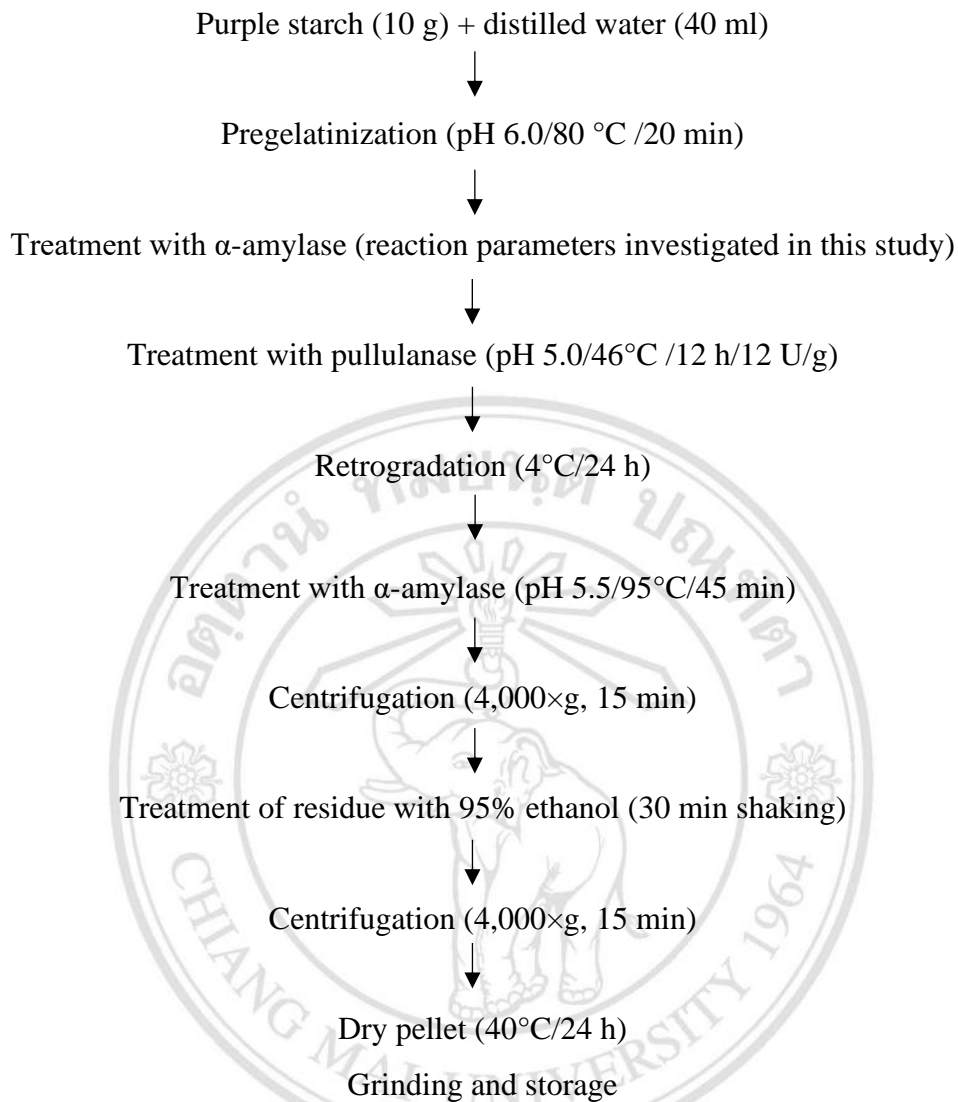 Purple starch (10 g) + distilled water (40 ml)
Pregelatinization (pH 6.0/80 °C /20 min)
Treatment with α-amylase (reaction parameters investigated in this study)
Treatment with pullulanase (pH 5.0/46°C /12 h/12 U/g)
Retrogradation (4°C/24 h)
Treatment with α-amylase (pH 5.5/95°C/45 min)
Centrifugation (4,000×g, 15 min)
Treatment of residue with 95% ethanol (30 min shaking)
Centrifugation (4,000×g, 15 min)
Dry pellet (40°C/24 h)
Grinding and storage
CHIANG MAI UNIVERSITY 1964